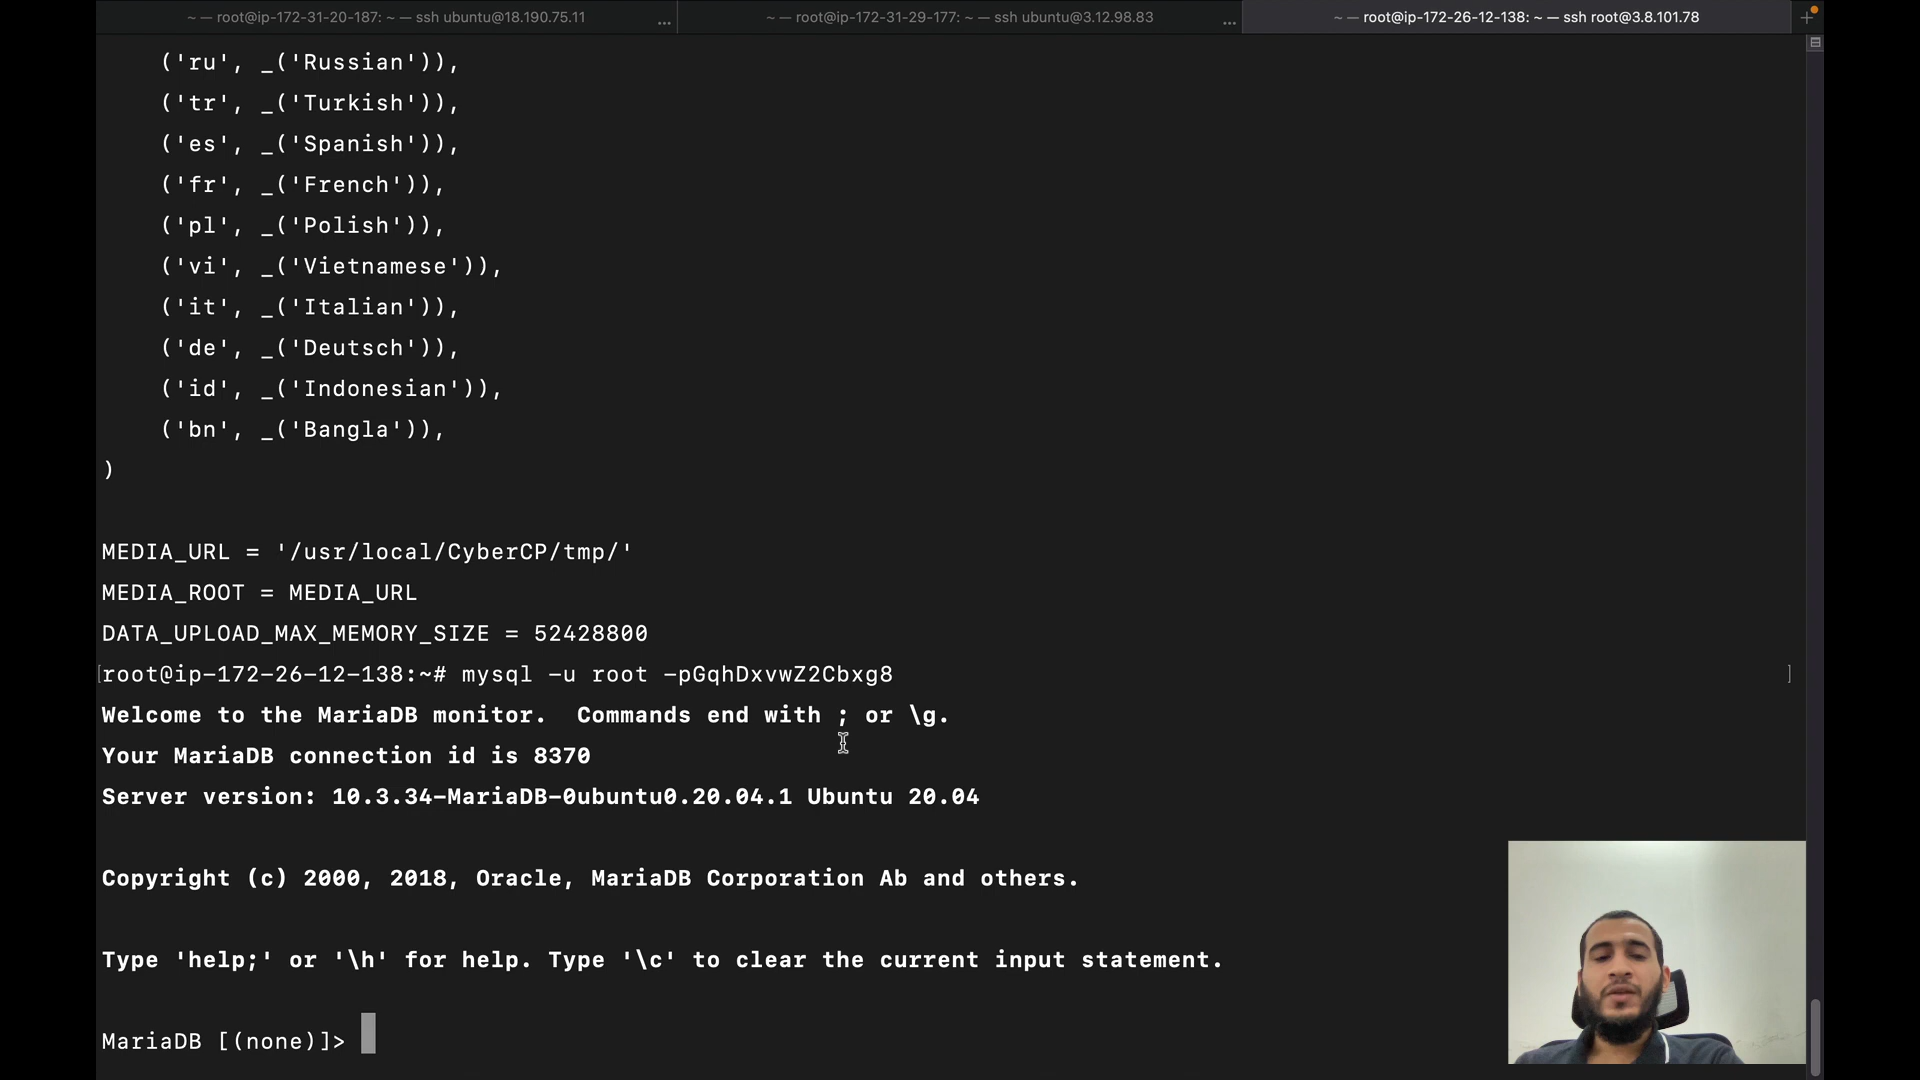 ~ — root@ip-172-31-20-187: ~ — ssh ubuntu@18.190.75.11 ...
~ — root@ip-172-31-29-177: ~ — ssh ubuntu@3.12.98.83 ...
~ — root@ip-172-26-12-138: ~ — ssh root@3.8.101.78 +
('ru', _('Russian')),
('tr', _('Turkish')),
('es', _('Spanish')),
('fr', _('French')),
('pl', _('Polish')),
('vi', _('Vietnamese')),
('it', _('Italian')),
('de', _('Deutsch')),
('id', _('Indonesian')),
('bn', _('Bangla')),
)
MEDIA_URL = '/usr/local/CyberCP/tmp/'
MEDIA_ROOT = MEDIA_URL
DATA_UPLOAD_MAX_MEMORY_SIZE = 52428800
[root@ip-172-26-12-138:~# mysql -u root -pGqhDxvwZ2Cbxg8 ]
Welcome to the MariaDB monitor.  Commands end with ; or \g.
Your MariaDB connection id is 8370
Server version: 10.3.34-MariaDB-0ubuntu0.20.04.1 Ubuntu 20.04
Copyright (c) 2000, 2018, Oracle, MariaDB Corporation Ab and others.
Type 'help;' or '\h' for help. Type '\c' to clear the current input statement.
MariaDB [(none)]>